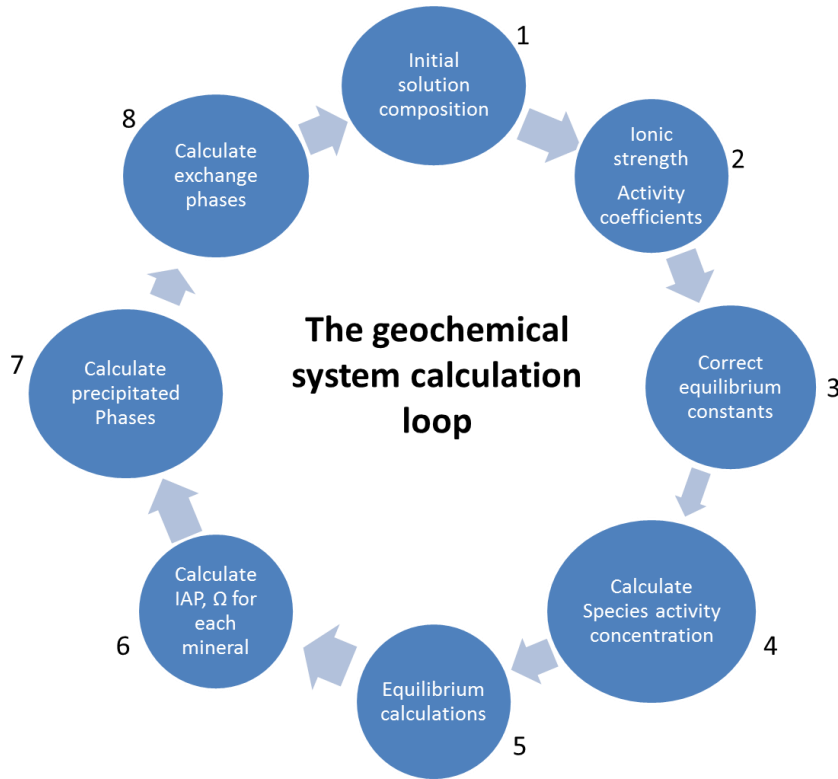 1
Initial
solution
composition
2
Ionic
strength
Activity
coefficients
3
Correct
equilibrium
constants
4
Calculate
Species activity
concentration
5
Equilibrium
calculations
6
Calculate
IAP, Ω for
each
mineral
7
Calculate
precipitated
Phases
8
Calculate
exchange
phases
The geochemical
system calculation
loop